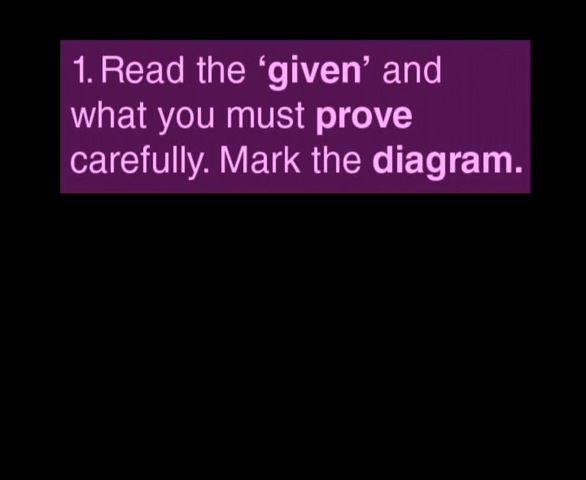 1. Read the ‘given’ and
what you must prove
carefully. Mark the diagram.